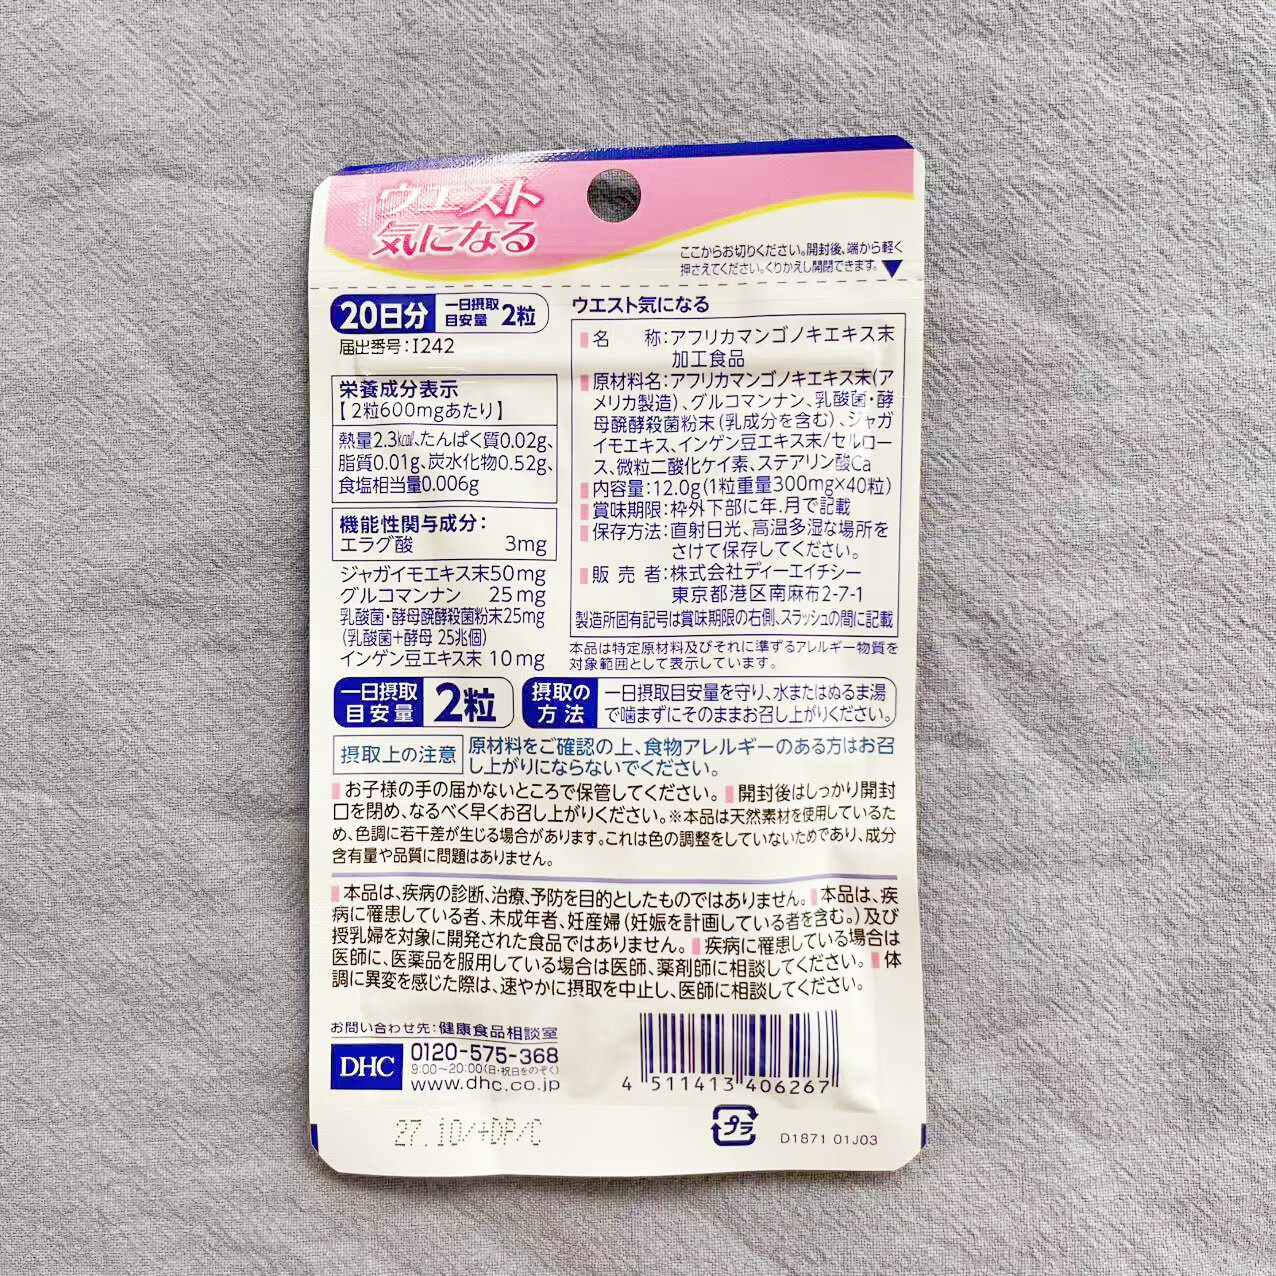 ウエスト
気になる
ここからお切りください。開封後、端から軽く
押さえてください。くりかえし開閉できます。
20日分 一日摂取目安量 2粒
届出番号:I242
栄養成分表示
【2粒600mgあたり】
熱量2.3kcal、たんぱく質0.02g、
脂質0.01g、炭水化物0.52g、
食塩相当量0.006g
機能性関与成分:
エラグ酸 3mg
ジャガイモエキス末50mg
グルコマンナン 25mg
乳酸菌・酵母醗酵殺菌粉末25mg
(乳酸菌+酵母 25兆個)
インゲン豆エキス末 10mg
ウエスト気になる
名 称:アフリカマンゴノキエキス末
加工食品
原材料名:アフリカマンゴノキエキス末(ア
メリカ製造)、グルコマンナン、乳酸菌・酵
母醗酵殺菌粉末(乳成分を含む)、ジャガ
イモエキス、インゲン豆エキス末/セルロー
ス、微粒二酸化ケイ素、ステアリン酸Ca
内容量:12.0g(1粒重量300mg×40粒)
賞味期限:枠外下部に年.月で記載
保存方法:直射日光、高温多湿な場所を
さけて保存してください。
販売者:株式会社ディーエイチシー
東京都港区南麻布2-7-1
製造所固有記号は賞味期限の右側、スラッシュの間に記載
本品は特定原材料及びそれに準ずるアレルギー物質を
対象範囲として表示しています。
一日摂取目安量 2粒
摂取の方法 一日摂取目安量を守り、水またはぬるま湯
で噛まずにそのままお召し上がりください。
摂取上の注意 原材料をご確認の上、食物アレルギーのある方はお召
し上がりにならないでください。
お子様の手の届かないところで保管してください。 開封後はしっかり開封
口を閉め、なるべく早くお召し上がりください。※本品は天然素材を使用しているた
め、色調に若干差が生じる場合があります。これは色の調整をしていないためであり、成分
含有量や品質に問題はありません。
本品は、疾病の診断、治療、予防を目的としたものではありません。 本品は、疾
病に罹患している者、未成年者、妊産婦(妊娠を計画している者を含む。)及び
授乳婦を対象に開発された食品ではありません。 疾病に罹患している場合は
医師に、医薬品を服用している場合は医師、薬剤師に相談してください。 体
調に異変を感じた際は、速やかに摂取を中止し、医師に相談してください。
お問い合わせ先:健康食品相談室
DHC 0120-575-368
9:00〜20:00(日・祝日をのぞく)
www.dhc.co.jp
4 511413 406267
27.10/+DP/C
プラ
D1871 01J03